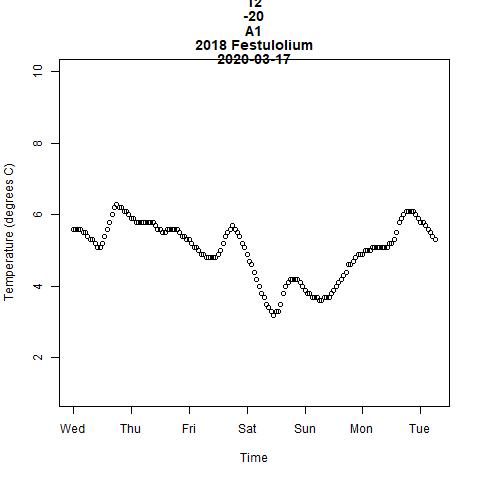 12
-20
A1
2018 Festulolium
2020-03-17
Temperature (degrees C)
10
8
6
4
2
Wed Thu Fri Sat Sun Mon Tue
Time